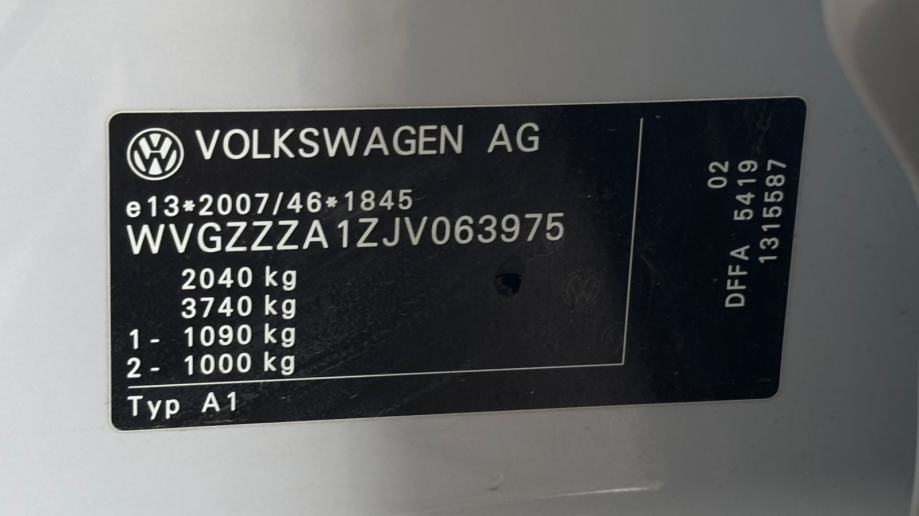 VOLKSWAGEN AG
e13*2007/46*1845
WVGZZZA1ZJV063975
2040 kg
3740 kg
1- 1090 kg
2- 1000 kg
Typ A1
02
DFFA 5419
1315587